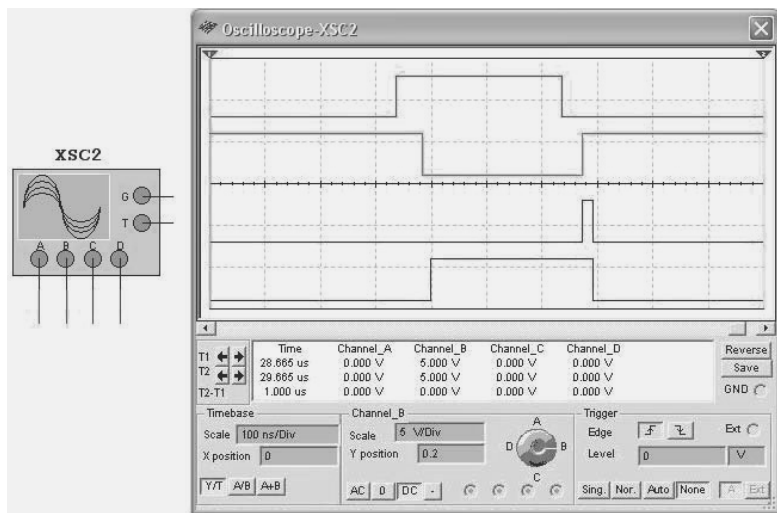 Oscilloscope-XSC2
1 2
XSC2
G
T
A B C D
Time Channel_A Channel_B Channel_C Channel_D
T1 28.665 us 0.000 V 5.000 V 0.000 V 0.000 V
T2 29.665 us 0.000 V 5.000 V 0.000 V 0.000 V
T2-T1 1.000 us 0.000 V 0.000 V 0.000 V 0.000 V
Reverse
Save
GND
Timebase
Scale 100 ns/Div
X position 0
Y/T A/B A+B
Channel_B
Scale 5 V/Div
Y position 0.2
AC 0 DC -
A
D B
C
Trigger
Edge Ext
Level 0 V
Sing. Nor. Auto None A Ext